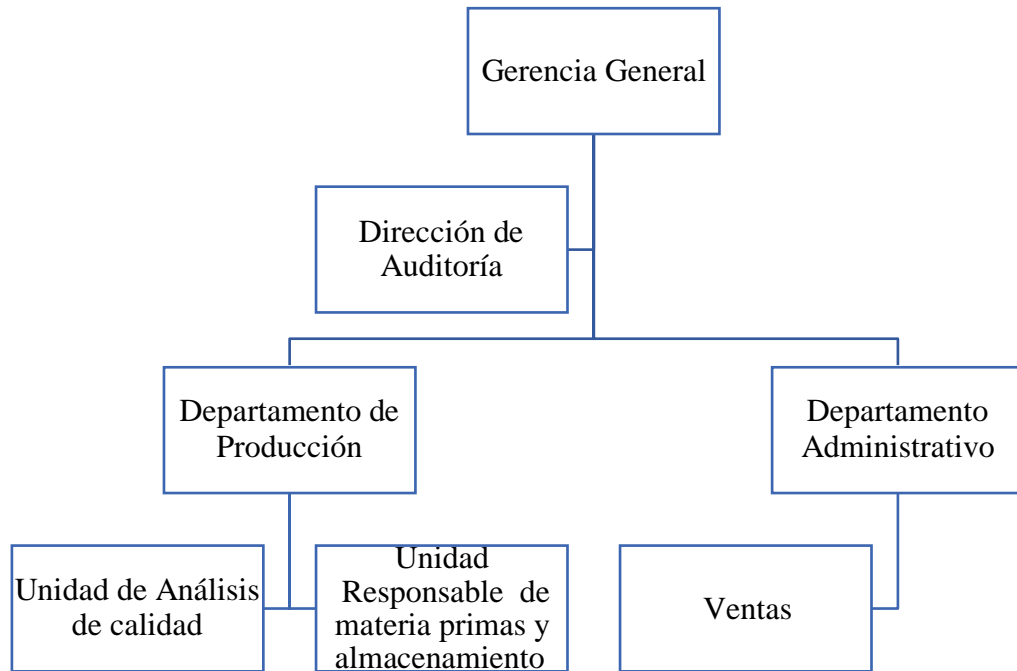 Gerencia General
Dirección de
Auditoría
Departamento de
Producción
Departamento
Administrativo
Unidad de Análisis
de calidad
Unidad
Responsable de
materia primas y
almacenamiento
Ventas